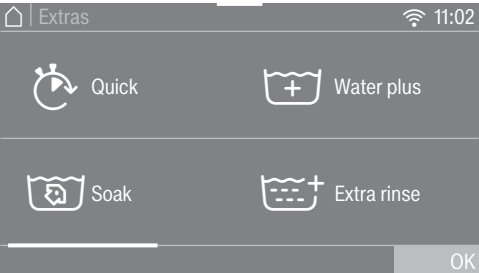 Extras 11:02
Quick
Water plus
Soak
Extra rinse
OK